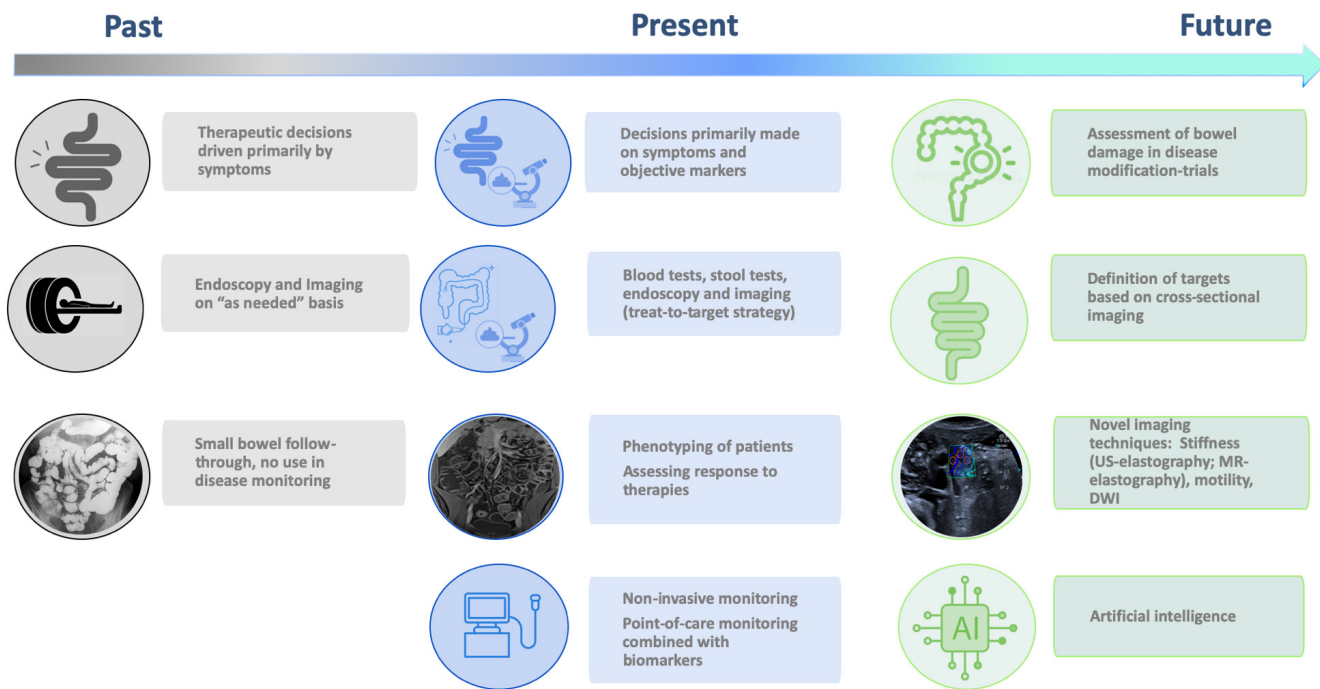 Past
Present
Future
Therapeutic decisions
driven primarily by
symptoms
Decisions primarily made
on symptoms and
objective markers
Assessment of bowel
damage in disease
modification-trials
Endoscopy and Imaging
on “as needed” basis
Blood tests, stool tests,
endoscopy and imaging
(treat-to-target strategy)
Definition of targets
based on cross-sectional
imaging
Small bowel follow-
through, no use in
disease monitoring
Phenotyping of patients
Assessing response to
therapies
Novel imaging
techniques: Stiffness
(US-elastography; MR-
elastography), motility,
DWI
Non-invasive monitoring
Point-of-care monitoring
combined with
biomarkers
AI
Artificial intelligence